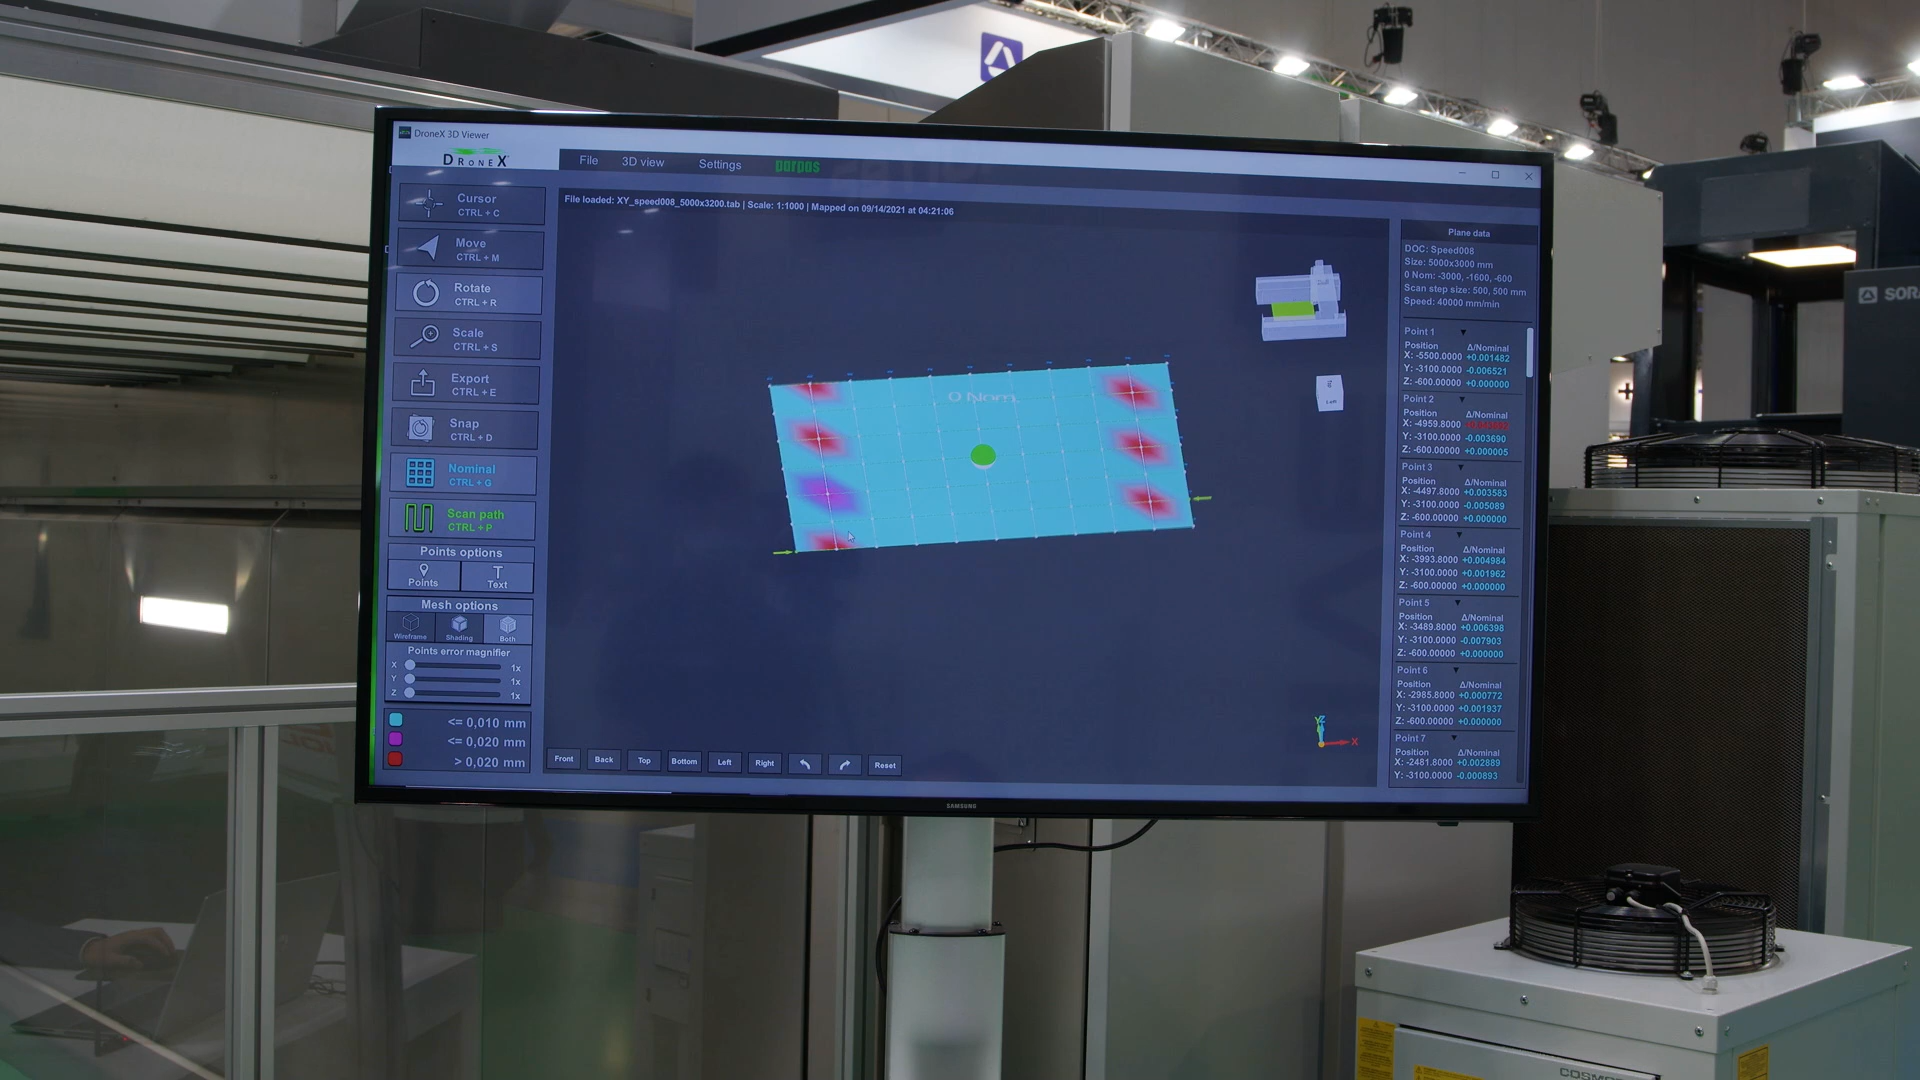 DroneX 3D Viewer
DRONEX
File
3D view
Settings
parpas
File loaded: XY_speed008_5000x3200.tab | Scale: 1:1000 | Mapped on 09/14/2021 at 04:21:06
Cursor
CTRL + C
Move
CTRL + M
Rotate
CTRL + R
Scale
CTRL + S
Export
CTRL + E
Snap
CTRL + D
Nominal
CTRL + G
Scan path
CTRL + P
Points options
Points
Text
Mesh options
Wireframe
Shading
Both
Points error magnifier
X 1x
Y 1x
Z 1x
<= 0,010 mm
<= 0,020 mm
> 0,020 mm
0 Nom.
Front
Back
Top
Bottom
Left
Right
Reset
X
Plane data
DOC: Speed008
Size: 5000x3000 mm
0 Nom: -3000, -1600, -600
Scan step size: 500, 500 mm
Speed: 40000 mm/min
Point 1
Position Δ/Nominal
X: -5500.0000 +0.001482
Y: -3100.0000 -0.006521
Z: -600.00000 +0.000000
Point 2
Position Δ/Nominal
X: -4959.8000
Y: -3100.0000 -0.003690
Z: -600.00000 +0.000005
Point 3
Position Δ/Nominal
X: -4497.8000 +0.003583
Y: -3100.0000 -0.005089
Z: -600.00000 +0.000000
Point 4
Position Δ/Nominal
X: -3993.8000 +0.004984
Y: -3100.0000 +0.001962
Z: -600.00000 +0.000000
Point 5
Position Δ/Nominal
X: -3489.8000 +0.006398
Y: -3100.0000 -0.007903
Z: -600.00000 +0.000000
Point 6
Position Δ/Nominal
X: -2985.8000 +0.000772
Y: -3100.0000 +0.001937
Z: -600.00000 +0.000000
Point 7
Position Δ/Nominal
X: -2481.8000 +0.002889
Y: -3100.0000 -0.000893
SAMSUNG